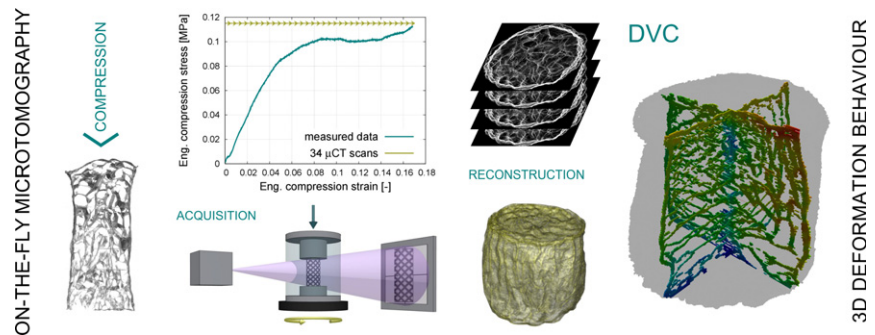 ON-THE-FLY MICROTOMOGRAPHY
COMPRESSION
Eng. compression stress [MPa]
0.12
0.1
0.08
0.06
0.04
0.02
0
measured data
34 μCT scans
0 0.02 0.04 0.06 0.08 0.1 0.12 0.14 0.16 0.18
Eng. compression strain [-]
ACQUISITION
RECONSTRUCTION
DVC
3D DEFORMATION BEHAVIOUR